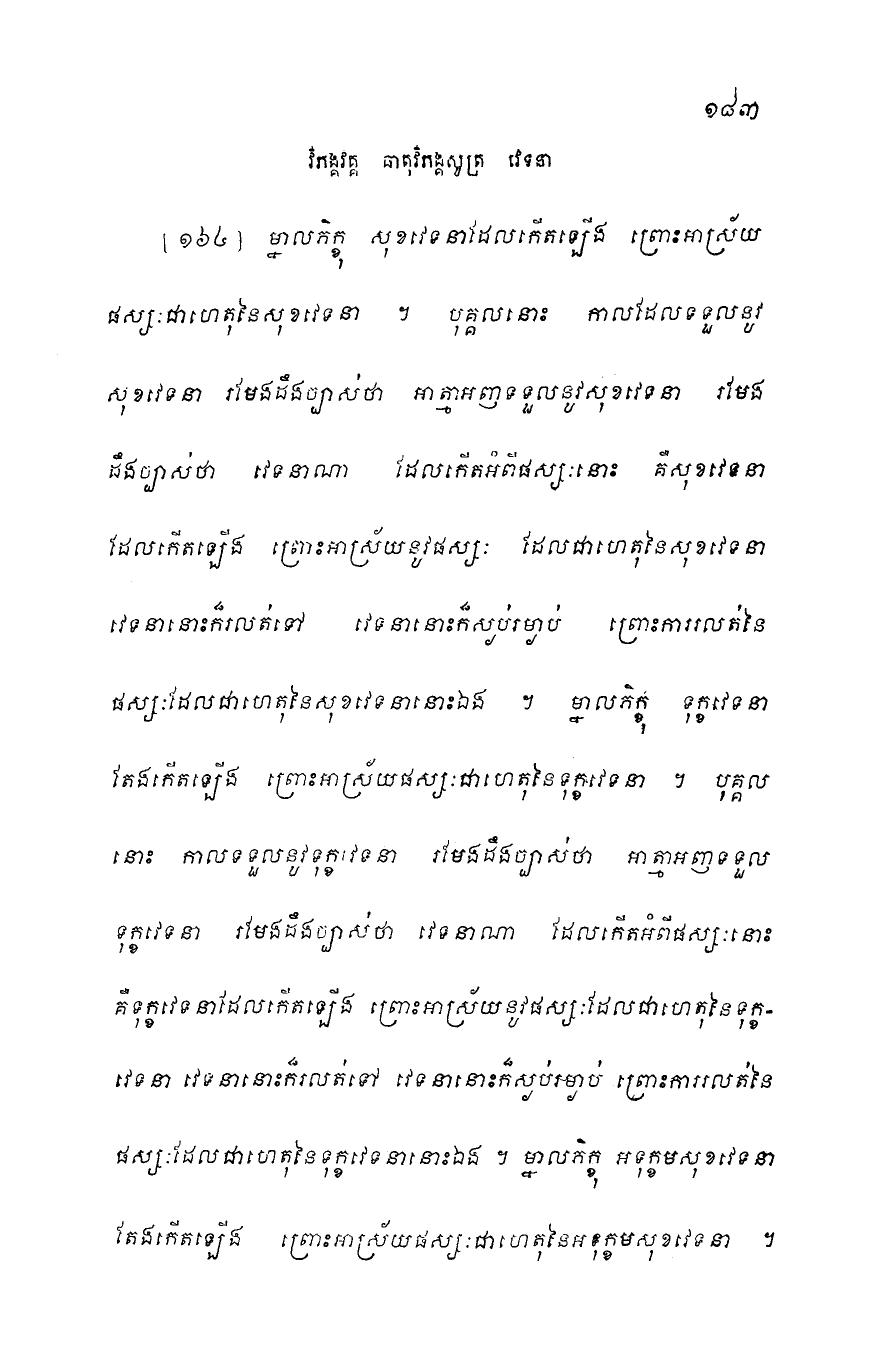 ១៨៣
វិភង្គវគ្គ ធាតុវិភង្គសូត្រ វេទនា
[១៦៤] ម្នាលភិក្ខុ សុខវេទនាដែលកើតឡើង ព្រោះអាស្រ័យ
ផស្សៈជាហេតុនៃសុខវេទនា ។ បុគ្គលនោះ កាលដែលទទួលនូវ
សុខវេទនា រមែងដឹងច្បាស់ថា អាត្មាអញទទួលនូវសុខវេទនា រមែង
ដឹងច្បាស់ថា វេទនាណា ដែលកើតអំពីផស្សៈនោះ គឺសុខវេទនា
ដែលកើតឡើង ព្រោះអាស្រ័យនូវផស្សៈ ដែលជាហេតុនៃសុខវេទនា
វេទនានោះក៏រលត់ទៅ វេទនានោះក៏ស្ងប់រម្ងាប់ ព្រោះការរលត់នៃ
ផស្សៈដែលជាហេតុនៃសុខវេទនានោះឯង ។ ម្នាលភិក្ខុ ទុក្ខវេទនា
តែងកើតឡើង ព្រោះអាស្រ័យផស្សៈជាហេតុនៃទុក្ខវេទនា ។ បុគ្គល
នោះ កាលទទួលនូវទុក្ខវេទនា រមែងដឹងច្បាស់ថា អាត្មាអញទទួល
ទុក្ខវេទនា រមែងដឹងច្បាស់ថា វេទនាណា ដែលកើតអំពីផស្សៈនោះ
គឺទុក្ខវេទនាដែលកើតឡើង ព្រោះអាស្រ័យនូវផស្សៈដែលជាហេតុនៃទុក្ខ-
វេទនា វេទនានោះក៏រលត់ទៅ វេទនានោះក៏ស្ងប់រម្ងាប់ ព្រោះការរលត់នៃ
ផស្សៈដែលជាហេតុនៃទុក្ខវេទនានោះឯង ។ ម្នាលភិក្ខុ អទុក្ខមសុខវេទនា
តែងកើតឡើង ព្រោះអាស្រ័យផស្សៈជាហេតុនៃអទុក្ខមសុខវេទនា ។